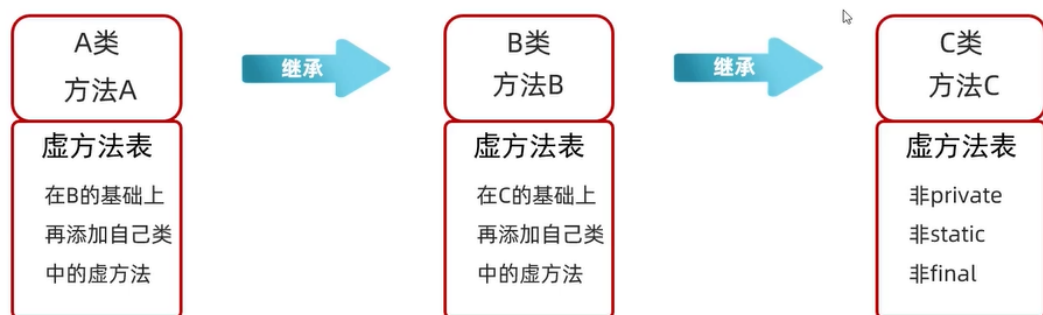 A类
方法A
继承
B类
方法B
继承
C类
方法C
虚方法表
在B的基础上
再添加自己类
中的虚方法
虚方法表
在C的基础上
再添加自己类
中的虚方法
虚方法表
非private
非static
非final